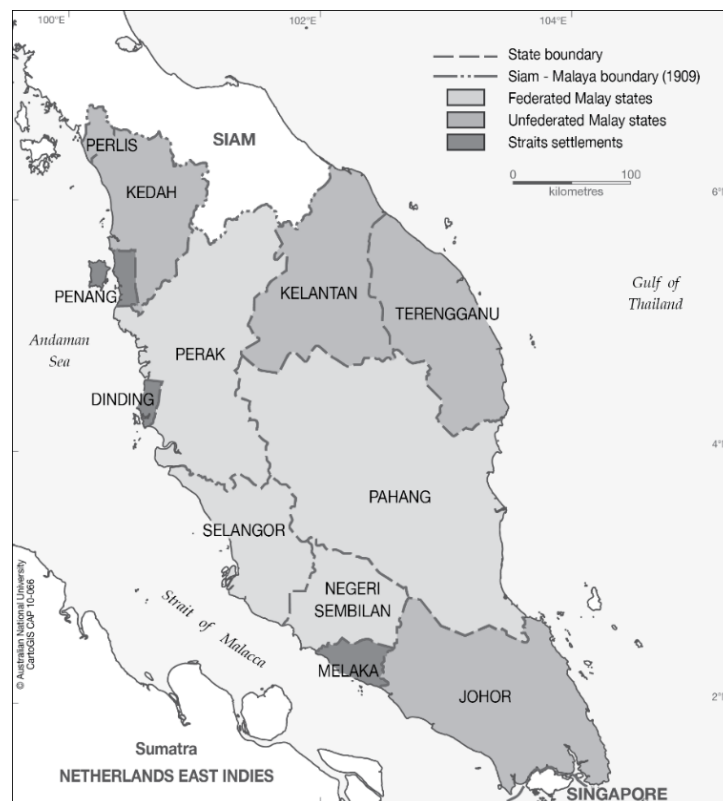 100°E
102°E
104°E
State boundary
Siam - Malaya boundary (1909)
Federated Malay states
Unfederated Malay states
Straits settlements
0
100
kilometres
SIAM
PERLIS
KEDAH
6°
PENANG
KELANTAN
TERENGGANU
Gulf of
Thailand
Andaman
Sea
PERAK
DINDING
4°
PAHANG
SELANGOR
NEGERI
SEMBILAN
Strait of Malacca
MELAKA
JOHOR
2°
© Australian National University
CartoGIS CAP 10-066
Sumatra
NETHERLANDS EAST INDIES
SINGAPORE